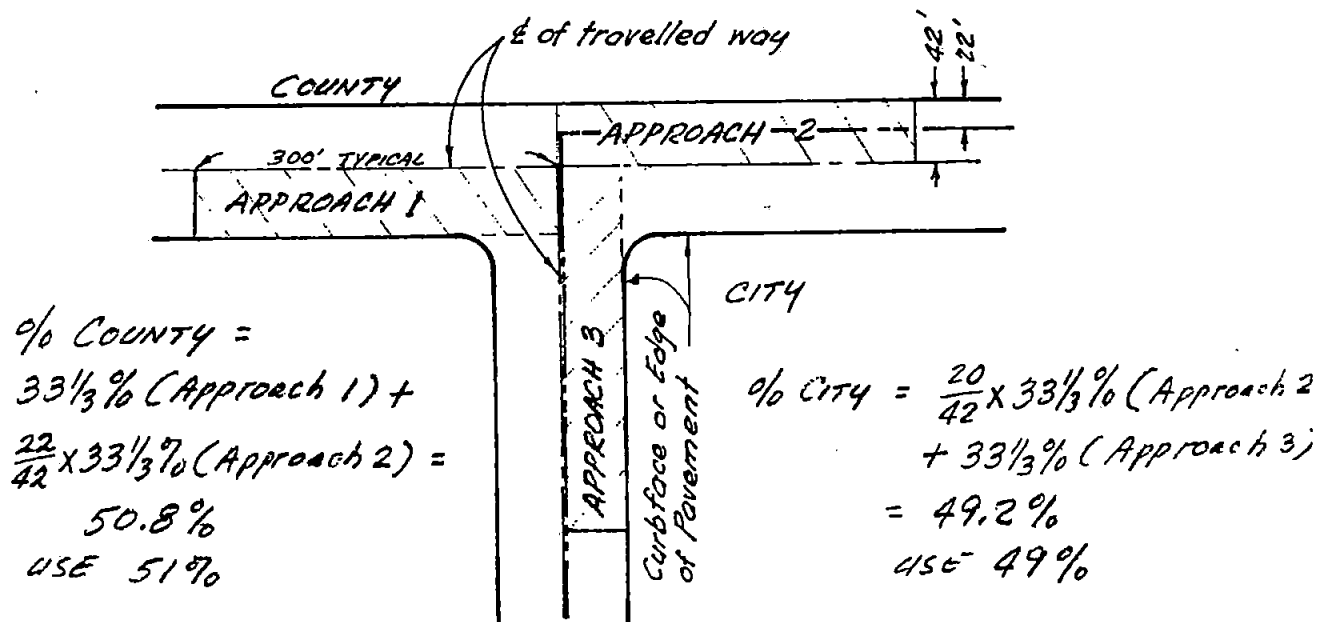 ℄ of travelled way
42'
22'
COUNTY
APPROACH 2
300' TYPICAL
APPROACH 1
CITY
APPROACH 3
Curbface or Edge
of Pavement
% COUNTY =
33⅓% (Approach 1) +
22/42 x 33⅓% (Approach 2) =
50.8%
USE 51%
% CITY = 20/42 x 33⅓% (Approach 2
+ 33⅓% (Approach 3)
= 49.2%
USE 49%